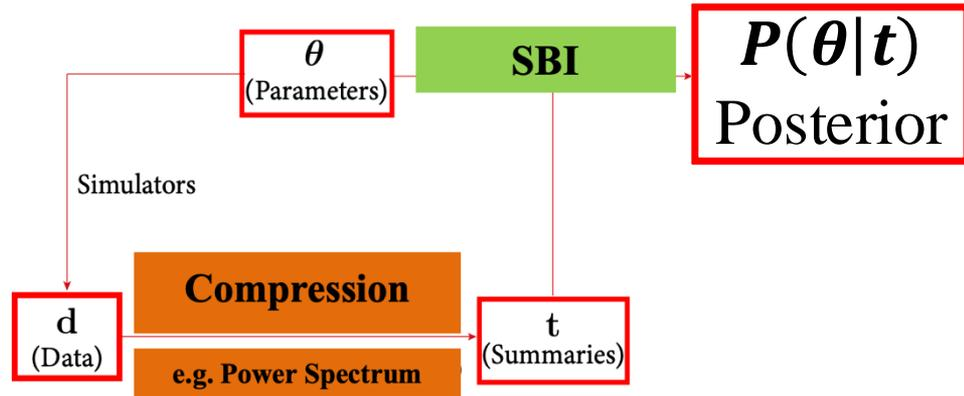 θ
(Parameters)
SBI
P(θ|t)
Posterior
Simulators
Compression
d
(Data)
t
(Summaries)
e.g. Power Spectrum